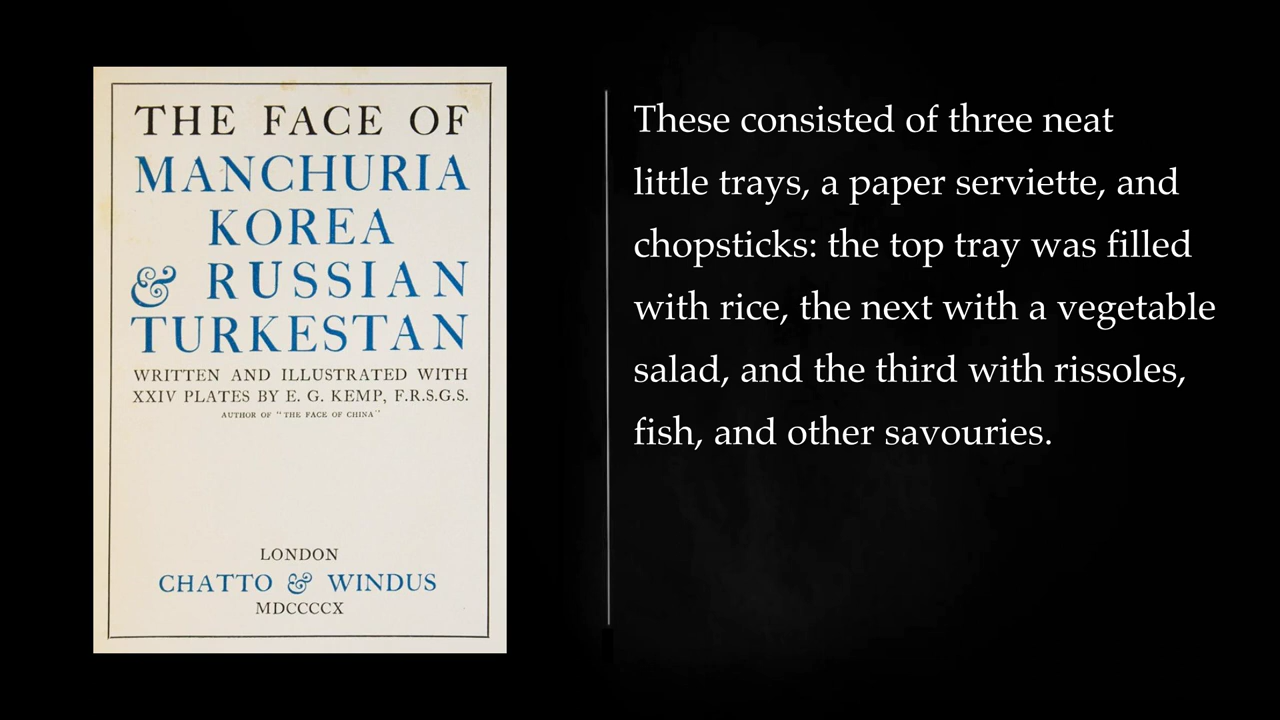 THE FACE OF
MANCHURIA
KOREA
& RUSSIAN
TURKESTAN
WRITTEN AND ILLUSTRATED WITH
XXIV PLATES BY E. G. KEMP, F.R.S.G.S.
AUTHOR OF "THE FACE OF CHINA"
LONDON
CHATTO & WINDUS
MDCCCCX
These consisted of three neat
little trays, a paper serviette, and
chopsticks: the top tray was filled
with rice, the next with a vegetable
salad, and the third with rissoles,
fish, and other savouries.